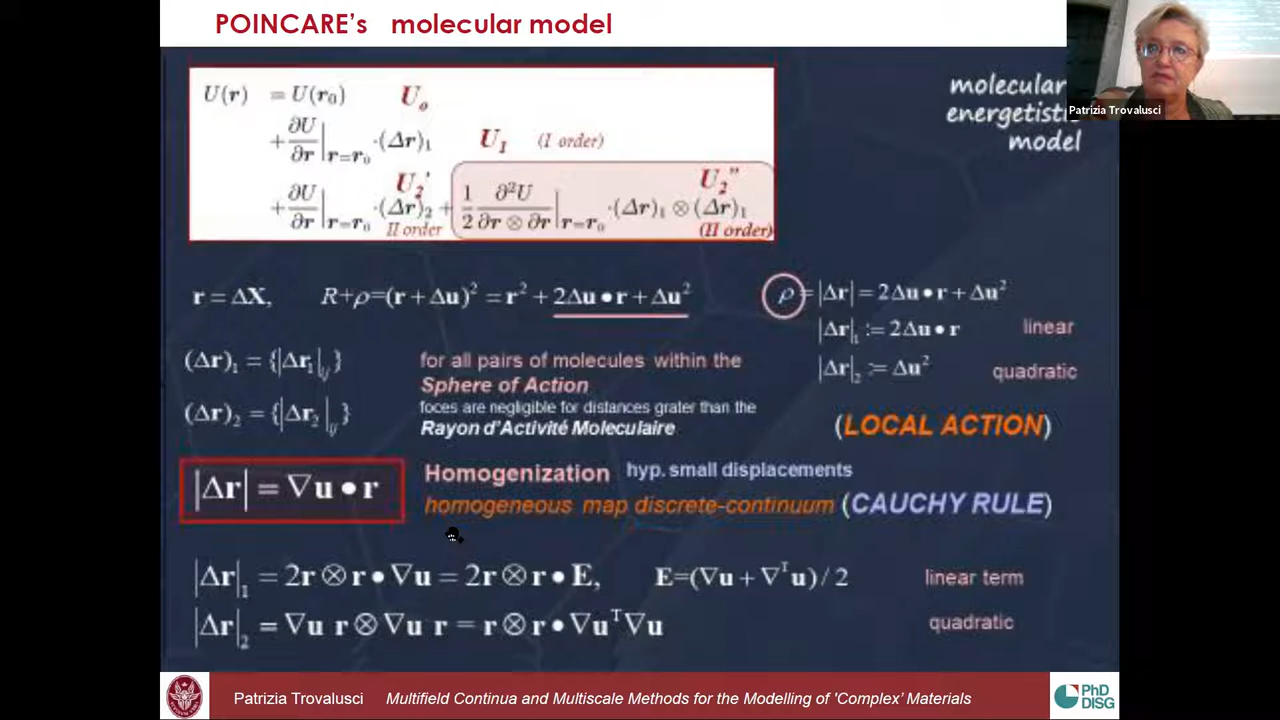 POINCARE's molecular model
Patrizia Trovalusci
molecular
energetistic
model
U(r) = U(r₀) U₀
+ ∂U/∂r |r=r₀ ·(Δr)₁ U_I (I order)
+ ∂U/∂r |r=r₀ ·(Δr)₂ U₂' II order + 1/2 ∂²U/∂r⊗∂r |r=r₀ ·(Δr)₁ ⊗ (Δr)₁ U₂" (II order)
r = ΔX, R+ρ=(r + Δu)² = r² + 2Δu•r + Δu²
ρ = |Δr| = 2Δu•r + Δu²
|Δr|₁ := 2Δu•r linear
|Δr|₂ := Δu² quadratic
(Δr)₁ = {|Δr₁|ij}
(Δr)₂ = {|Δr₂|ij}
for all pairs of molecules within the
Sphere of Action
foces are negligible for distances grater than the
Rayon d'Activité Moleculaire
(LOCAL ACTION)
|Δr| = ∇u • r
Homogenization hyp. small displacements
homogeneous map discrete-continuum (CAUCHY RULE)
|Δr|₁ = 2r ⊗ r • ∇u = 2r ⊗ r • E, E=(∇u + ∇ᵀu) / 2 linear term
|Δr|₂ = ∇u r ⊗ ∇u r = r ⊗ r • ∇uᵀ∇u quadratic
Patrizia Trovalusci Multifield Continua and Multiscale Methods for the Modelling of 'Complex' Materials
PhD
DISG